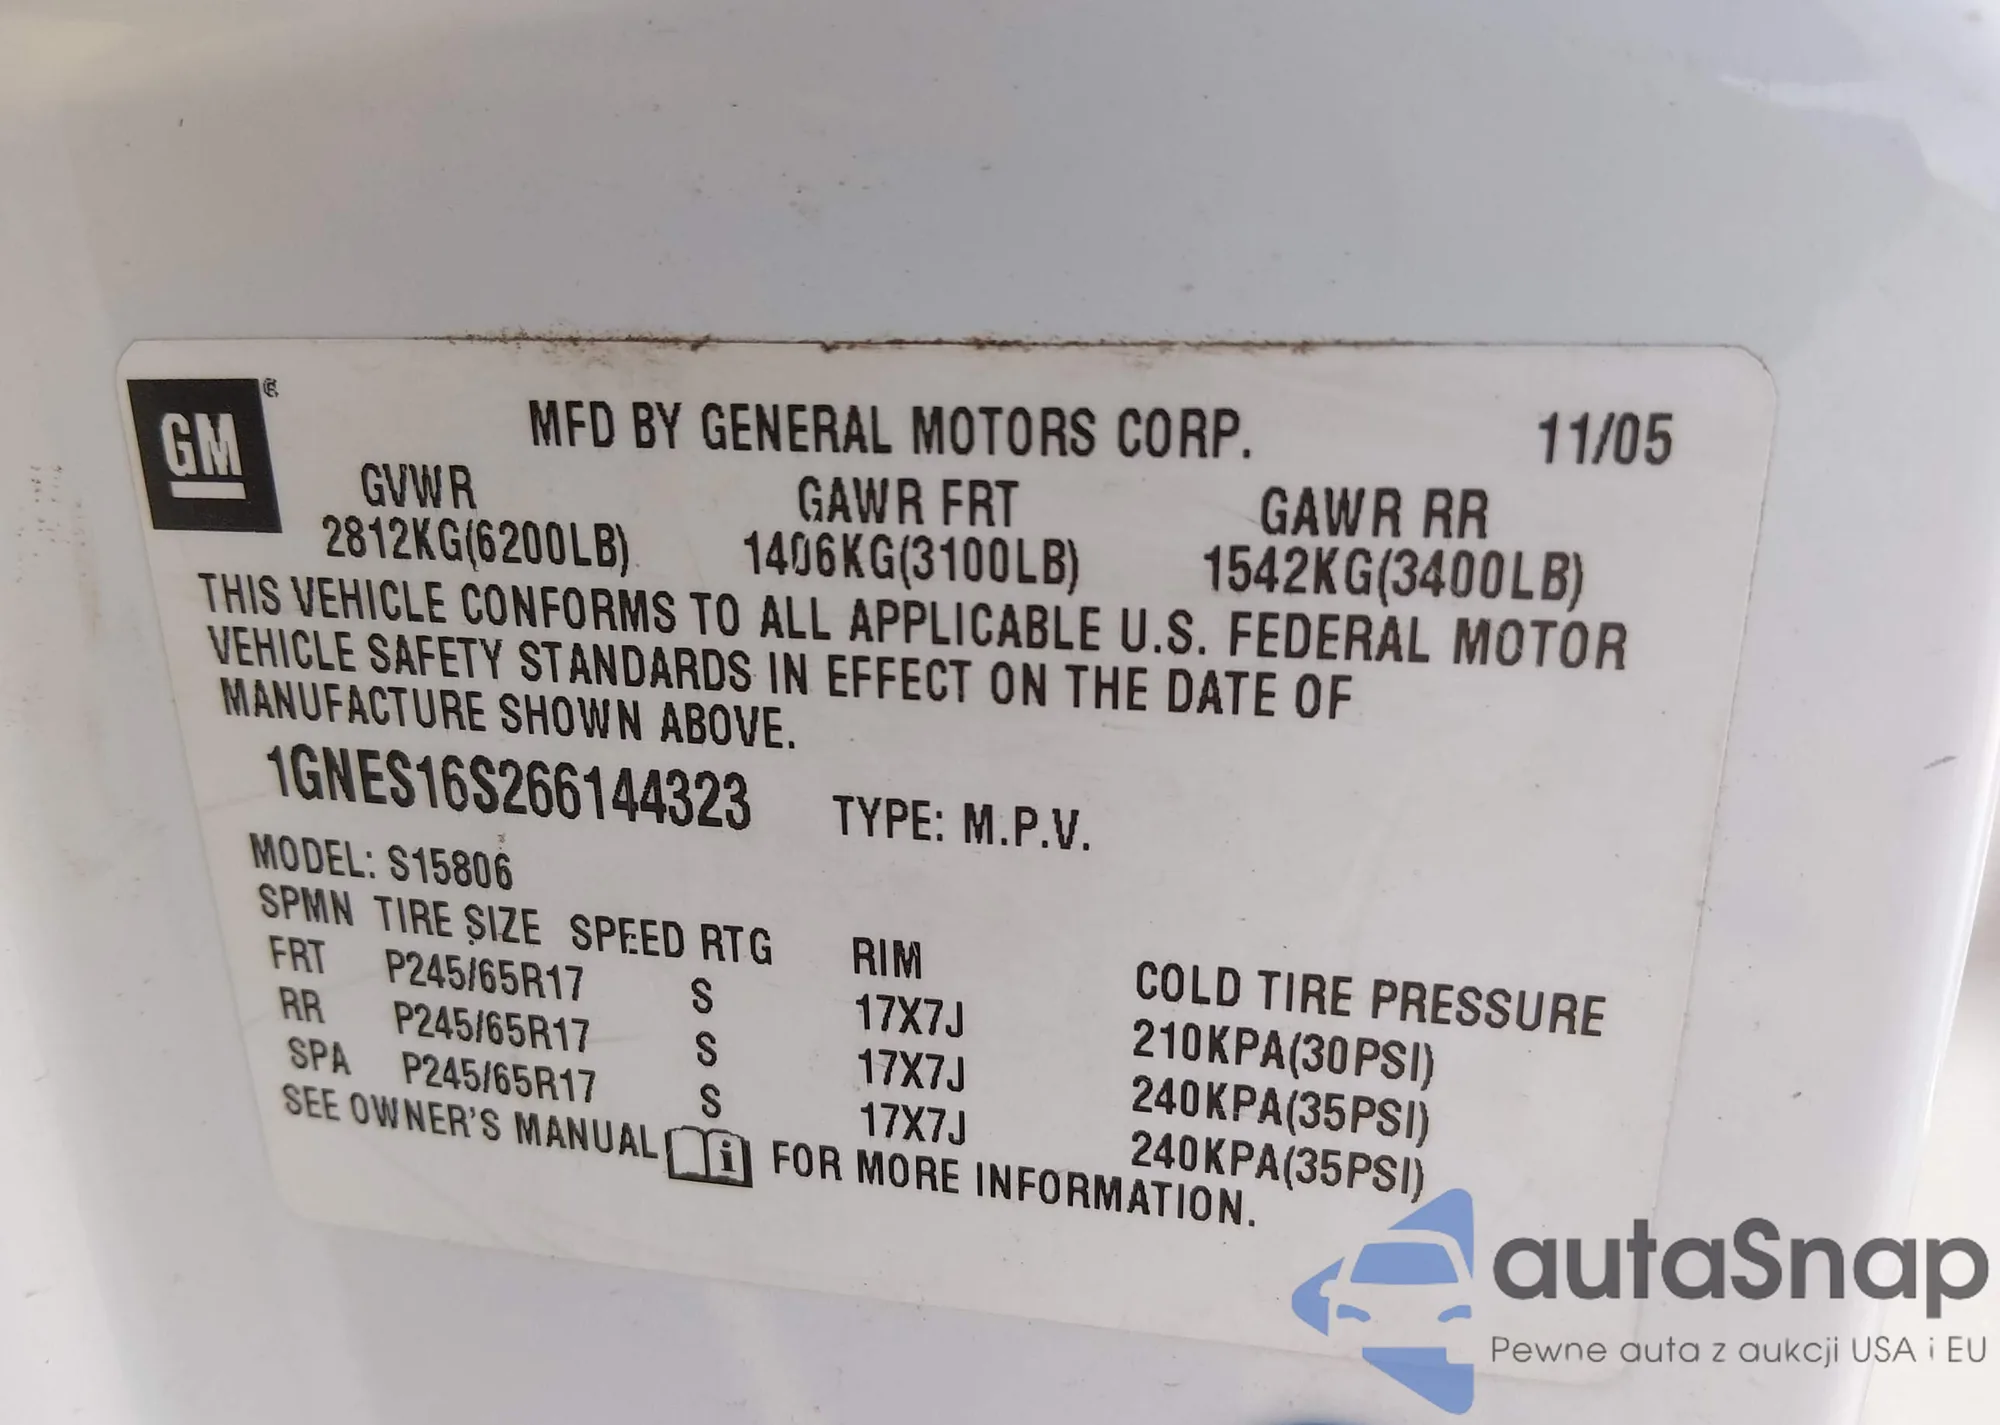 GM
MFD BY GENERAL MOTORS CORP. 11/05
GVWR GAWR FRT GAWR RR
2812KG(6200LB) 1406KG(3100LB) 1542KG(3400LB)
THIS VEHICLE CONFORMS TO ALL APPLICABLE U.S. FEDERAL MOTOR
VEHICLE SAFETY STANDARDS IN EFFECT ON THE DATE OF
MANUFACTURE SHOWN ABOVE.
1GNES16S266144323 TYPE: M.P.V.
MODEL: S15806
SPMN TIRE SIZE SPEED RTG RIM COLD TIRE PRESSURE
FRT P245/65R17 S 17X7J 210KPA(30PSI)
RR P245/65R17 S 17X7J 240KPA(35PSI)
SPA P245/65R17 S 17X7J 240KPA(35PSI)
SEE OWNER'S MANUAL i FOR MORE INFORMATION.
autaSnap
Pewne auta z aukcji USA i EU